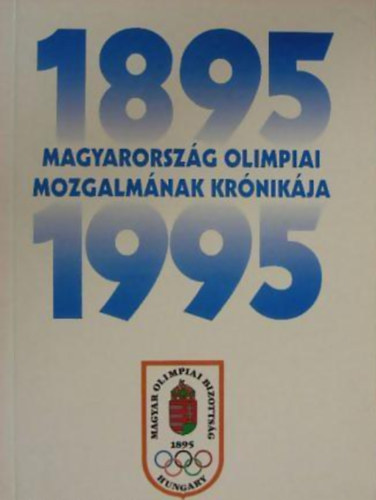 1895
MAGYARORSZÁG OLIMPIAI
MOZGALMÁNAK KRÓNIKÁJA
1995
MAGYAR OLIMPIAI BIZOTTSÁG
1895
HUNGARY